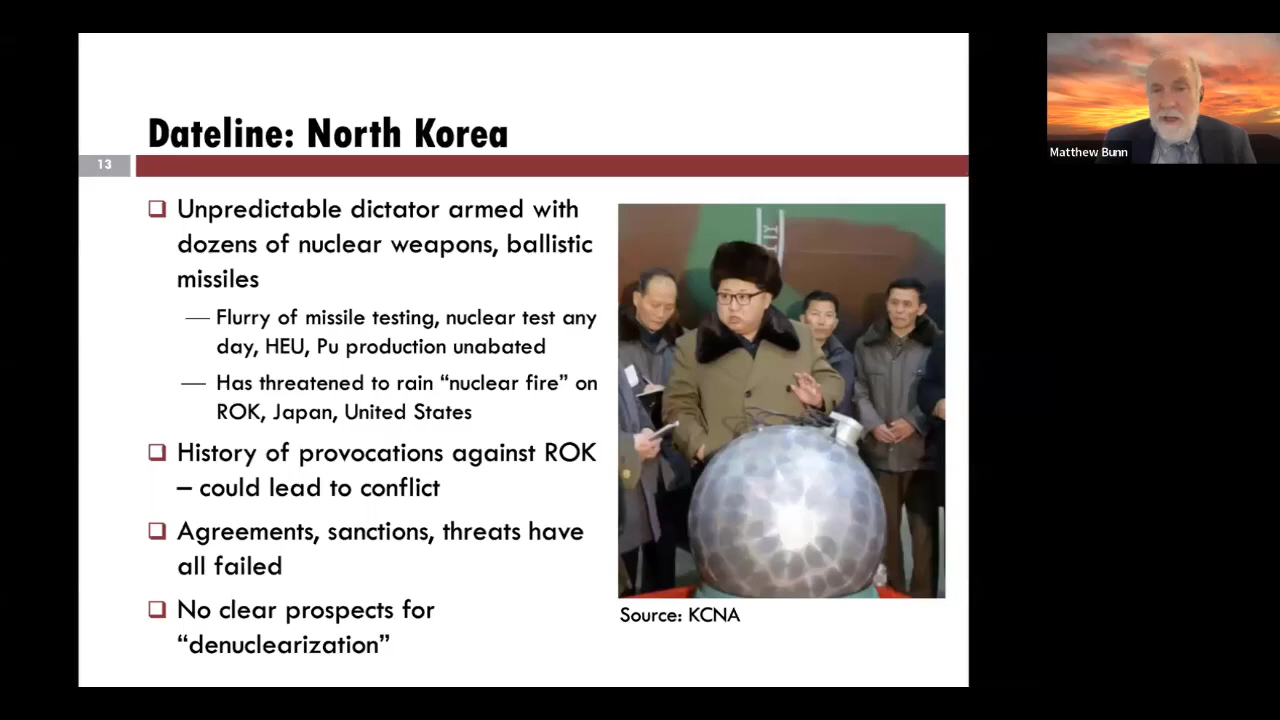 Dateline: North Korea
13
❑ Unpredictable dictator armed with
dozens of nuclear weapons, ballistic
missiles
— Flurry of missile testing, nuclear test any
day, HEU, Pu production unabated
— Has threatened to rain “nuclear fire” on
ROK, Japan, United States
❑ History of provocations against ROK
– could lead to conflict
❑ Agreements, sanctions, threats have
all failed
❑ No clear prospects for
“denuclearization”
Source: KCNA
Matthew Bunn